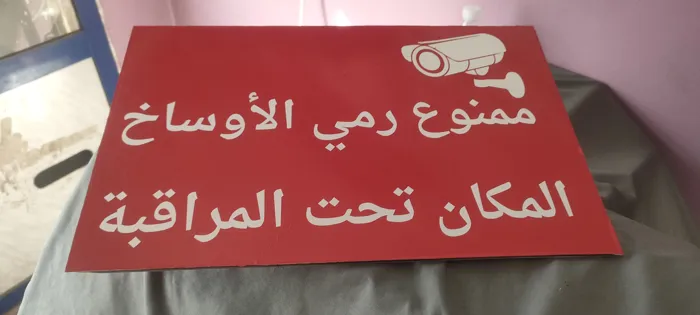 ممنوع رمي الأوساخ
المكان تحت المراقبة